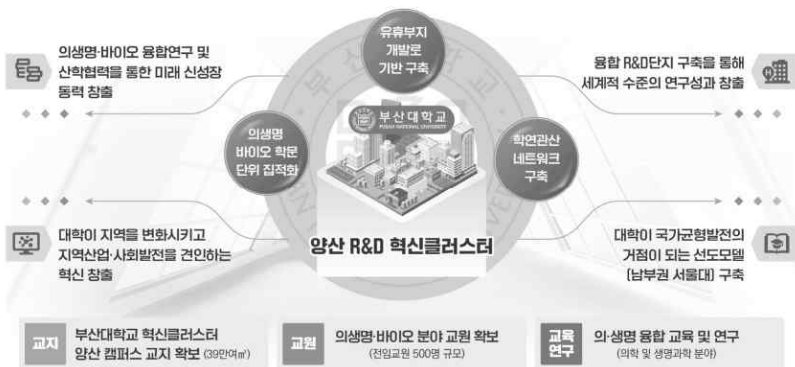 유휴부지
개발로
기반 구축
의생명·바이오 융합연구 및
산학협력을 통한 미래 신성장
동력 창출
융합 R&D단지 구축을 통해
세계적 수준의 연구성과 창출
부산대학교
PUSAN NATIONAL UNIVERSITY
의생명
바이오 학문
단위 집적화
학연관산
네트워크
구축
대학이 지역을 변화시키고
지역산업·사회발전을 견인하는
혁신 창출
양산 R&D 혁신클러스터
대학이 국가균형발전의
거점이 되는 선도모델
(남부권 서울대) 구축
교지
부산대학교 혁신클러스터
양산 캠퍼스 교지 확보 (39만여㎡)
교원
의생명·바이오 분야 교원 확보
(전임교원 500명 규모)
교육
연구
의·생명 융합 교육 및 연구
(의학 및 생명과학 분야)